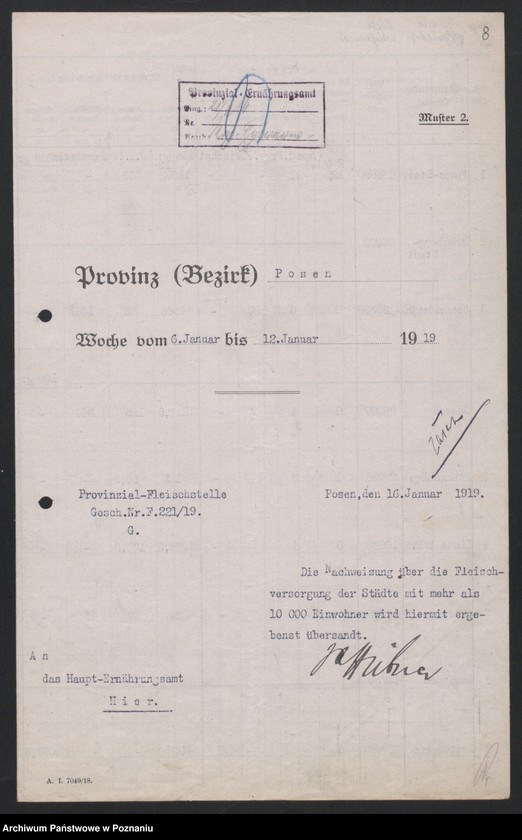 8
Provinzial-Ernährungsamt
Eing.:
Nr.
Muster 2.
Provinz (Bezirk) Posen
Woche vom 6.Januar bis 12.Januar 1919
Provinzial-Fleischstelle
Gesch.Nr.F.221/19.
G.
Posen,den 16.Januar 1919.
Die Nachweisung über die Fleisch-
versorgung der Städte mit mehr als
10 000 Einwohner wird hiermit erge-
benst übersandt.
An
das Haupt-Ernährungsamt
Hier.
A. I. 7049/18.
Archiwum Państwowe w Poznaniu